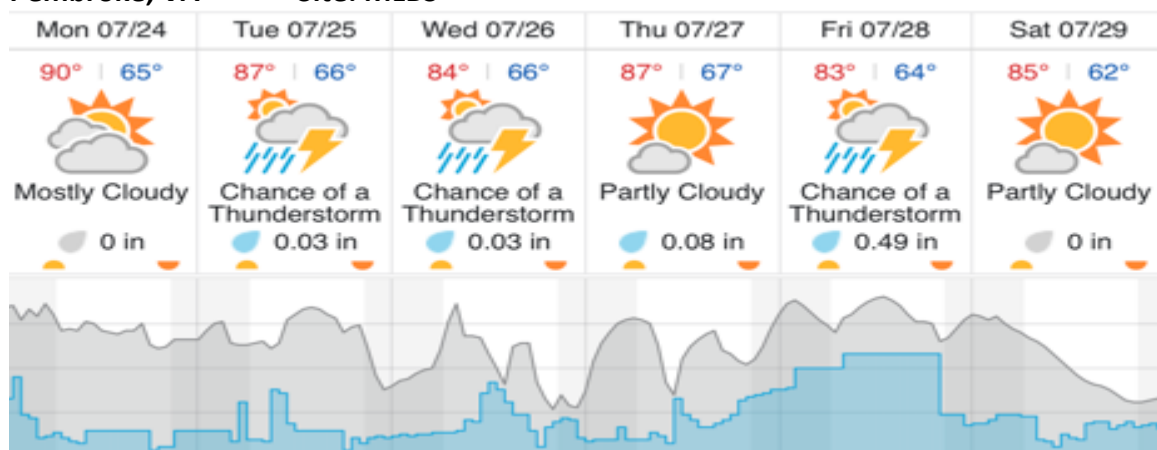 Mon 07/24 Tue 07/25 Wed 07/26 Thu 07/27 Fri 07/28 Sat 07/29
90° | 65° 87° | 66° 84° | 66° 87° | 67° 83° | 64° 85° | 62°
Mostly Cloudy Chance of a Chance of a Partly Cloudy Chance of a Partly Cloudy
Thunderstorm Thunderstorm Thunderstorm
0 in 0.03 in 0.03 in 0.08 in 0.49 in 0 in